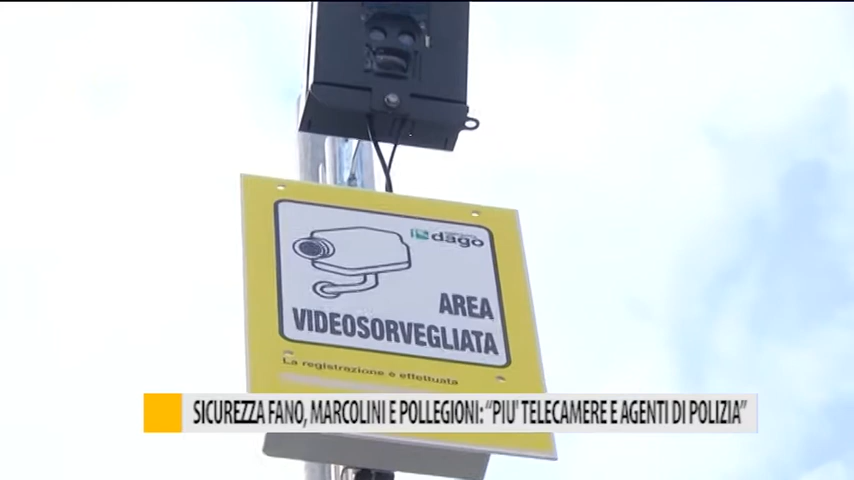 dago
AREA
VIDEOSORVEGLIATA
La registrazione è effettuata
SICUREZZA FANO, MARCOLINI E POLLEGIONI: “PIU' TELECAMERE E AGENTI DI POLIZIA”